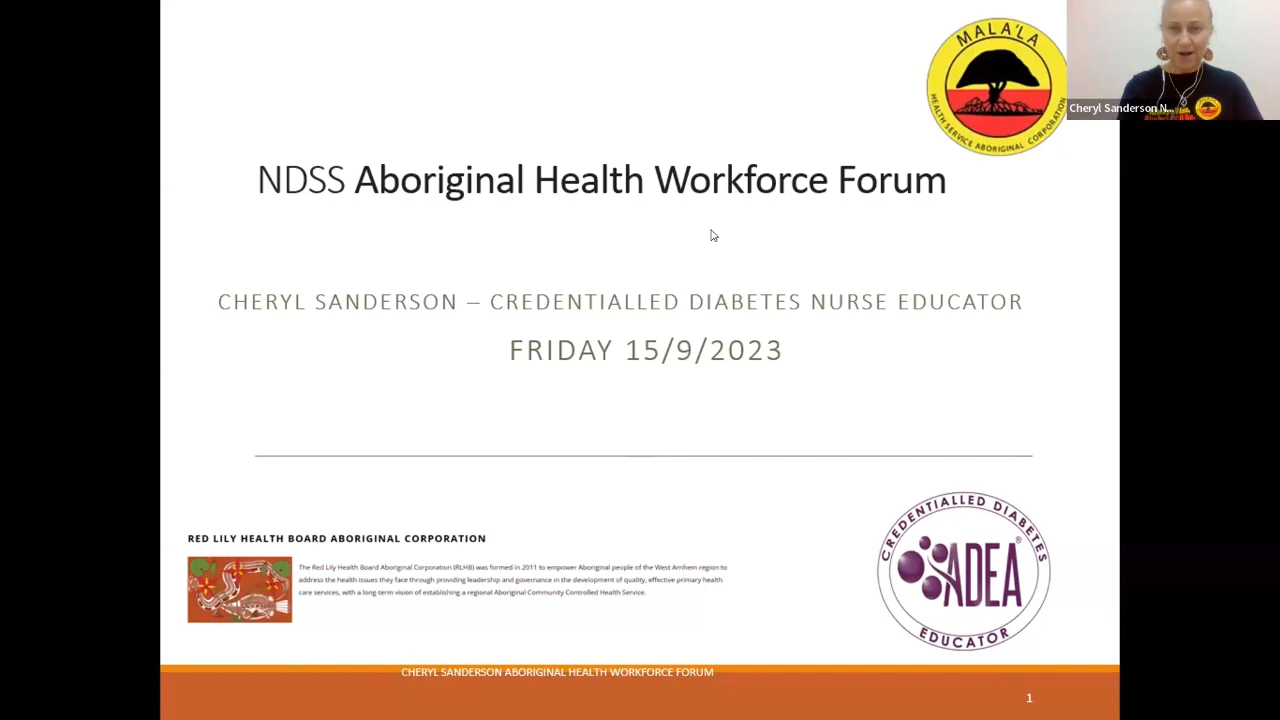 MALA'LA
HEALTH SERVICE ABORIGINAL CORPORATION
Cheryl Sanderson N...
NDSS Aboriginal Health Workforce Forum
CHERYL SANDERSON – CREDENTIALLED DIABETES NURSE EDUCATOR
FRIDAY 15/9/2023
RED LILY HEALTH BOARD ABORIGINAL CORPORATION
The Red Lily Health Board Aboriginal Corporation (RLHB) was formed in 2011 to empower Aboriginal people of the West Arnhem region to
address the health issues they face through providing leadership and governance in the development of quality, effective primary health
care services, with a long-term vision of establishing a regional Aboriginal Community Controlled Health Service.
CREDENTIALLED DIABETES
ADEA®
EDUCATOR
CHERYL SANDERSON ABORIGINAL HEALTH WORKFORCE FORUM
1